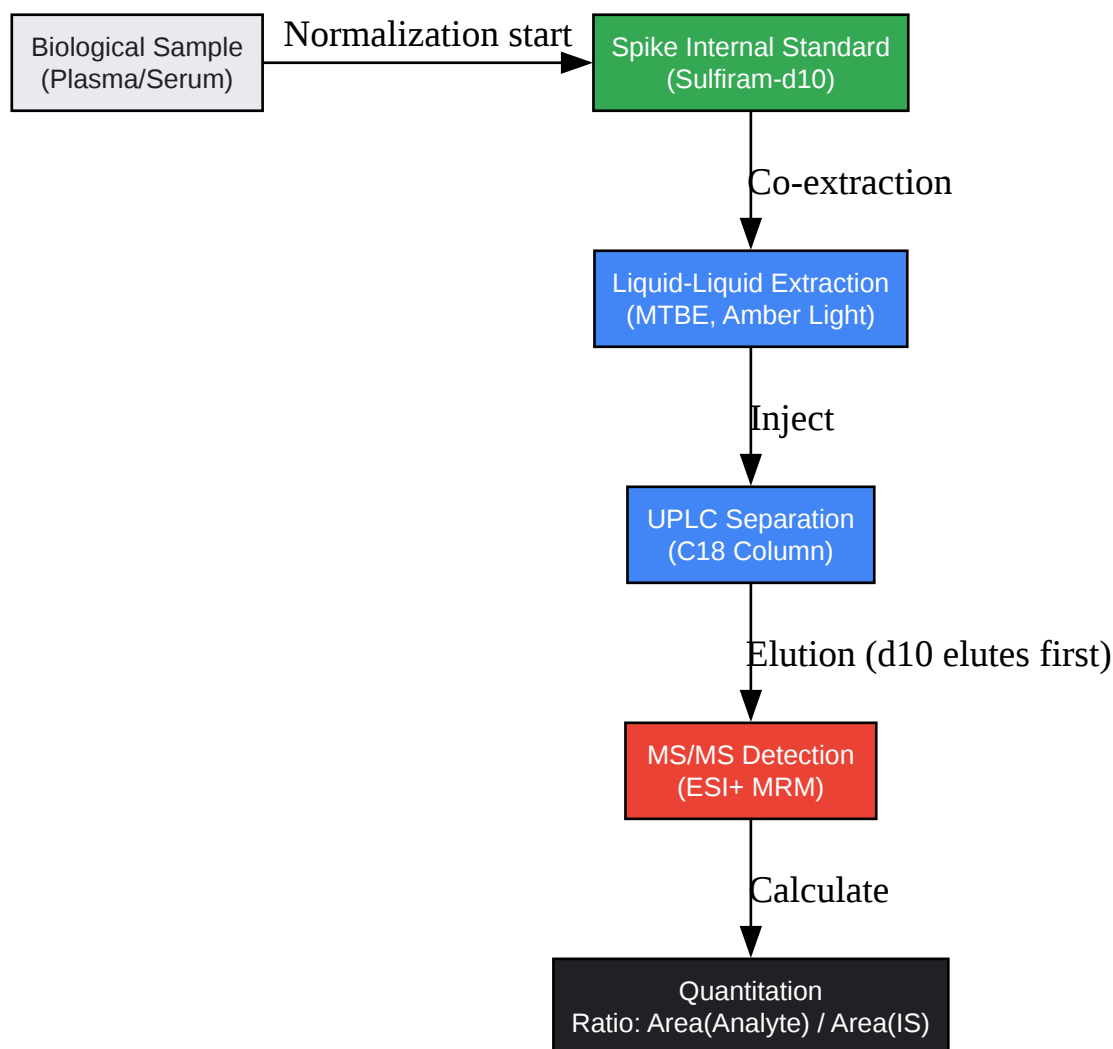 Biological Sample
(Plasma/Serum)
Normalization start
Spike Internal Standard
(Sulfiram-d10)
Co-extraction
Liquid-Liquid Extraction
(MTBE, Amber Light)
Inject
UPLC Separation
(C18 Column)
Elution (d10 elutes first)
MS/MS Detection
(ESI+ MRM)
Calculate
Quantitation
Ratio: Area(Analyte) / Area(IS)